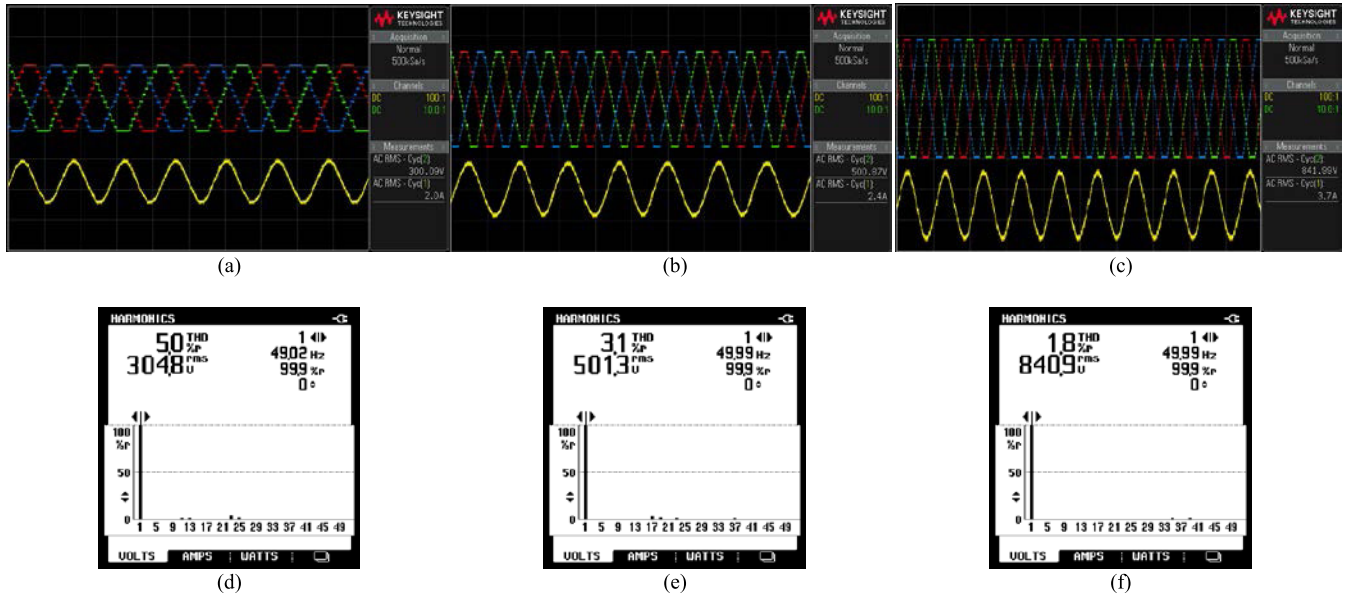 KEYSIGHT
TECHNOLOGIES
Acquisition
Normal
500kSa/s
Channels
DC 100:1
DC 10.0:1
Measurements
AC RMS - Cyc(2)
300.09V
AC RMS - Cyc(1)
2.0A
KEYSIGHT
TECHNOLOGIES
Acquisition
Normal
500kSa/s
Channels
DC 100:1
DC 10.0:1
Measurements
AC RMS - Cyc(2)
500.87V
AC RMS - Cyc(1)
2.4A
KEYSIGHT
TECHNOLOGIES
Acquisition
Normal
500kSa/s
Channels
DC 100:1
DC 10.0:1
Measurements
AC RMS - Cyc(2)
841.99V
AC RMS - Cyc(1)
3.7A
(a) (b) (c)
HARMONICS
5.0 THD %r 1
304.8 rms V 49.02 Hz
99.9 %r
0 °
100
%r
50
0
1 5 9 13 17 21 25 29 33 37 41 45 49
VOLTS AMPS WATTS
HARMONICS
3.1 THD %r 1
501.3 rms V 49.99 Hz
99.9 %r
0 °
100
%r
50
0
1 5 9 13 17 21 25 29 33 37 41 45 49
VOLTS AMPS WATTS
HARMONICS
1.8 THD %r 1
840.9 rms V 49.99 Hz
99.9 %r
0 °
100
%r
50
0
1 5 9 13 17 21 25 29 33 37 41 45 49
VOLTS AMPS WATTS
(d) (e) (f)